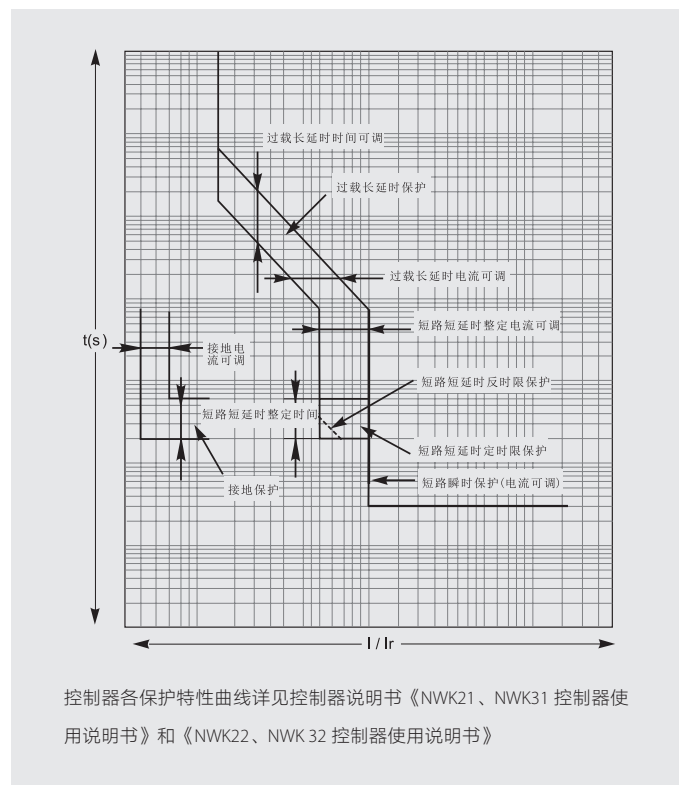 过载长延时时间可调
过载长延时保护
过载长延时电流可调
短路短延时整定电流可调
t(s)
接地电
流可调
短路短延时反时限保护
短路短延时整定时间
短路短延时定时限保护
短路瞬时保护(电流可调)
接地保护
I / Ir
控制器各保护特性曲线详见控制器说明书《NWK21、NWK31 控制器使
用说明书》和《NWK22、NWK 32 控制器使用说明书》